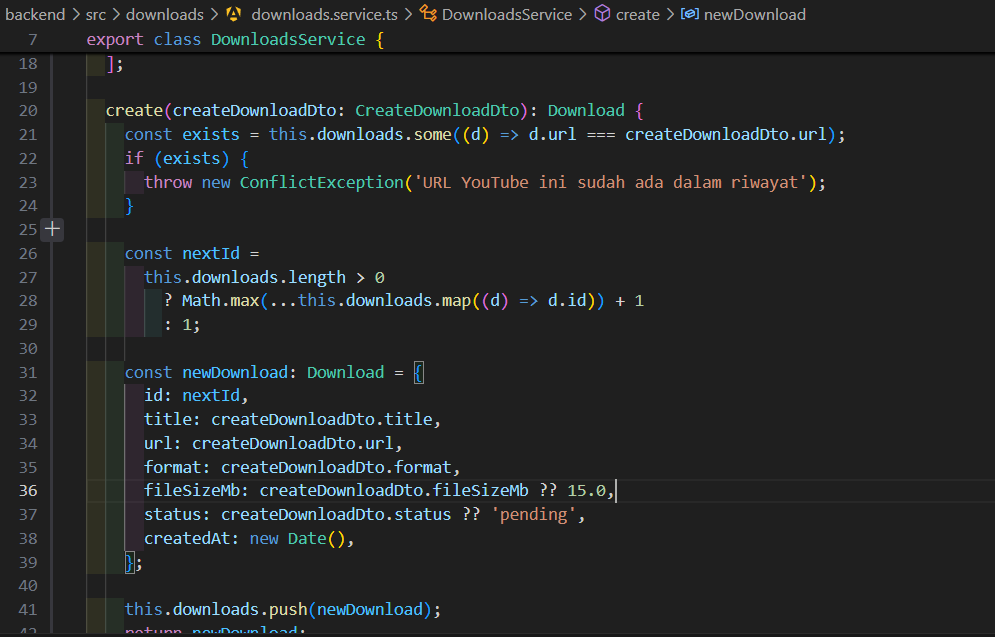 backend > src > downloads > downloads.service.ts > DownloadsService > create > newDownload
7 export class DownloadsService {
18 ];
19
20 create(createDownloadDto: CreateDownloadDto): Download {
21 const exists = this.downloads.some((d) => d.url === createDownloadDto.url);
22 if (exists) {
23 throw new ConflictException('URL YouTube ini sudah ada dalam riwayat');
24 }
25
26 const nextId =
27 this.downloads.length > 0
28 ? Math.max(...this.downloads.map((d) => d.id)) + 1
29 : 1;
30
31 const newDownload: Download = {
32 id: nextId,
33 title: createDownloadDto.title,
34 url: createDownloadDto.url,
35 format: createDownloadDto.format,
36 fileSizeMb: createDownloadDto.fileSizeMb ?? 15.0,
37 status: createDownloadDto.status ?? 'pending',
38 createdAt: new Date(),
39 };
40
41 this.downloads.push(newDownload);
42 return newDownload;